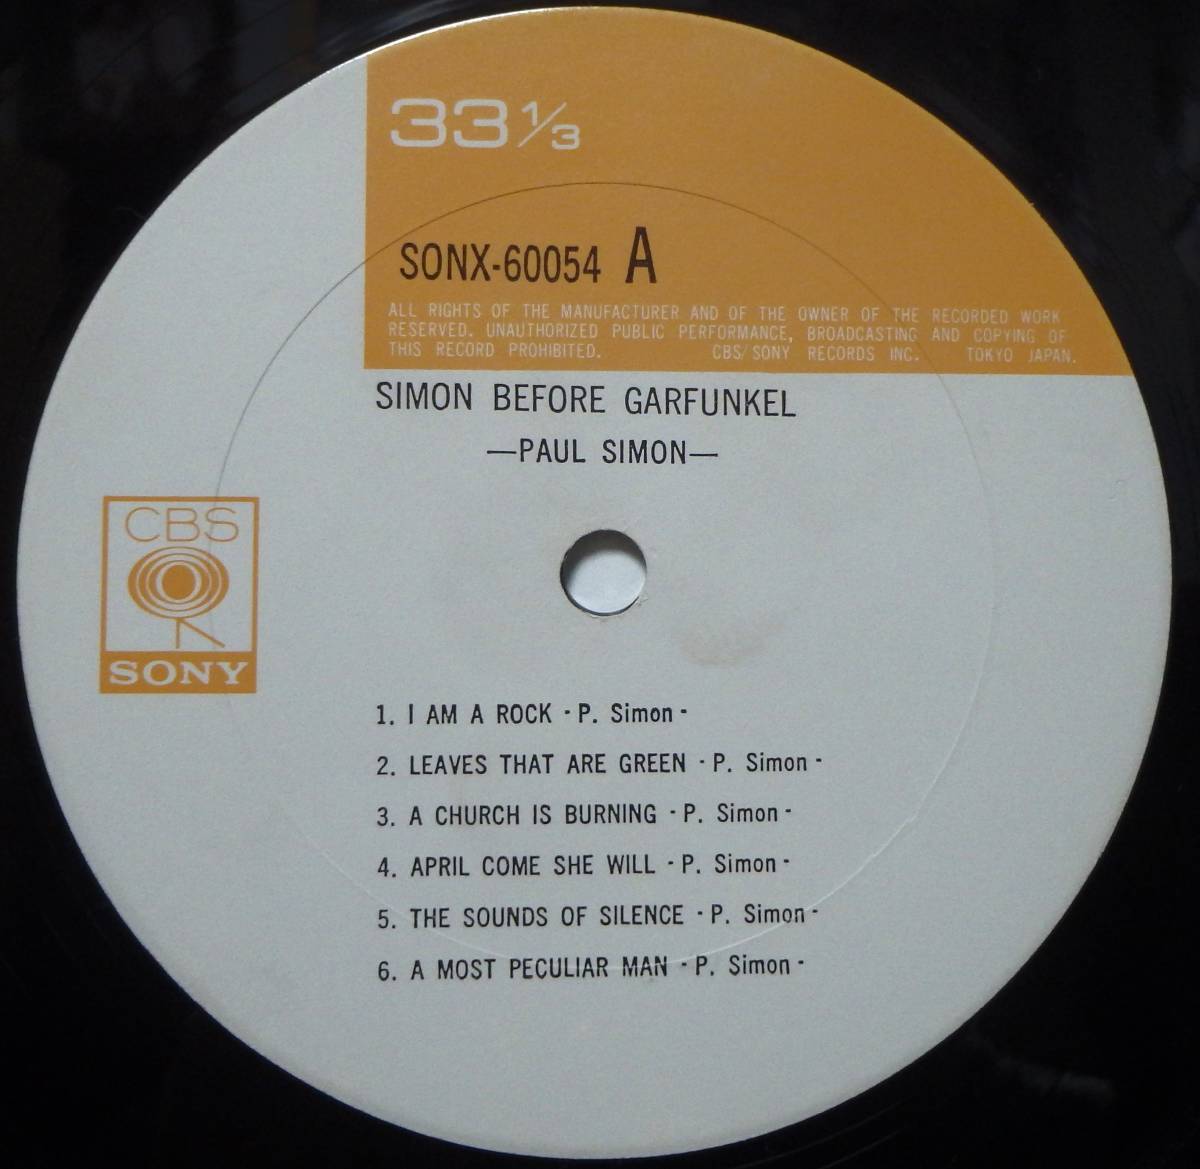 33 1/3
SONX-60054 A
ALL RIGHTS OF THE MANUFACTURER AND OF THE OWNER OF THE RECORDED WORK
RESERVED. UNAUTHORIZED PUBLIC PERFORMANCE, BROADCASTING AND COPYING OF
THIS RECORD PROHIBITED. CBS/SONY RECORDS INC. TOKYO JAPAN.
SIMON BEFORE GARFUNKEL
—PAUL SIMON—
CBS
SONY
1. I AM A ROCK - P. Simon -
2. LEAVES THAT ARE GREEN - P. Simon -
3. A CHURCH IS BURNING - P. Simon -
4. APRIL COME SHE WILL - P. Simon -
5. THE SOUNDS OF SILENCE - P. Simon -
6. A MOST PECULIAR MAN - P. Simon -